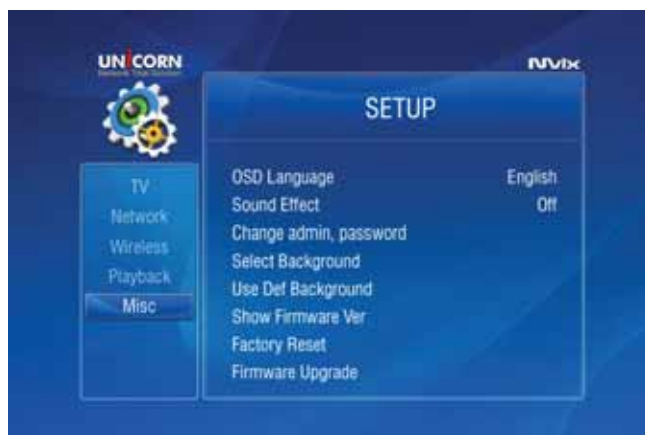 UNiCORN
NVix
SETUP
TV
Network
Wireless
Playback
Misc
OSD Language English
Sound Effect Off
Change admin, password
Select Background
Use Def Background
Show Firmware Ver
Factory Reset
Firmware Upgrade